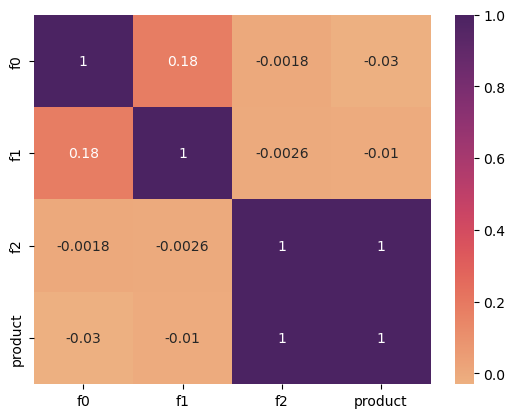 f0 1 0.18 -0.0018 -0.03
f1 0.18 1 -0.0026 -0.01
f2 -0.0018 -0.0026 1 1
product -0.03 -0.01 1 1
f0 f1 f2 product
1.0
0.8
0.6
0.4
0.2
0.0